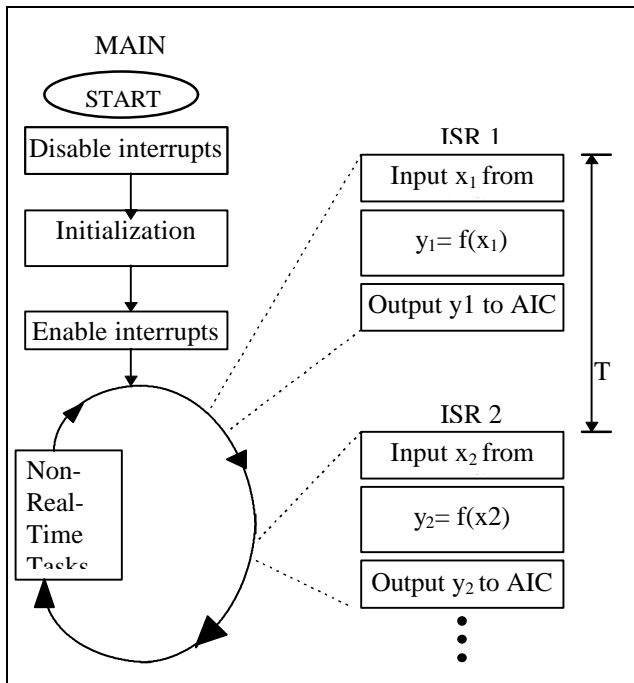 MAIN
START
Disable interrupts
Initialization
Enable interrupts
Non-
Real-
Time
Tasks
ISR 1
Input x₁ from
y₁= f(x₁)
Output y1 to AIC
T
ISR 2
Input x₂ from
y₂= f(x2)
Output y₂ to AIC